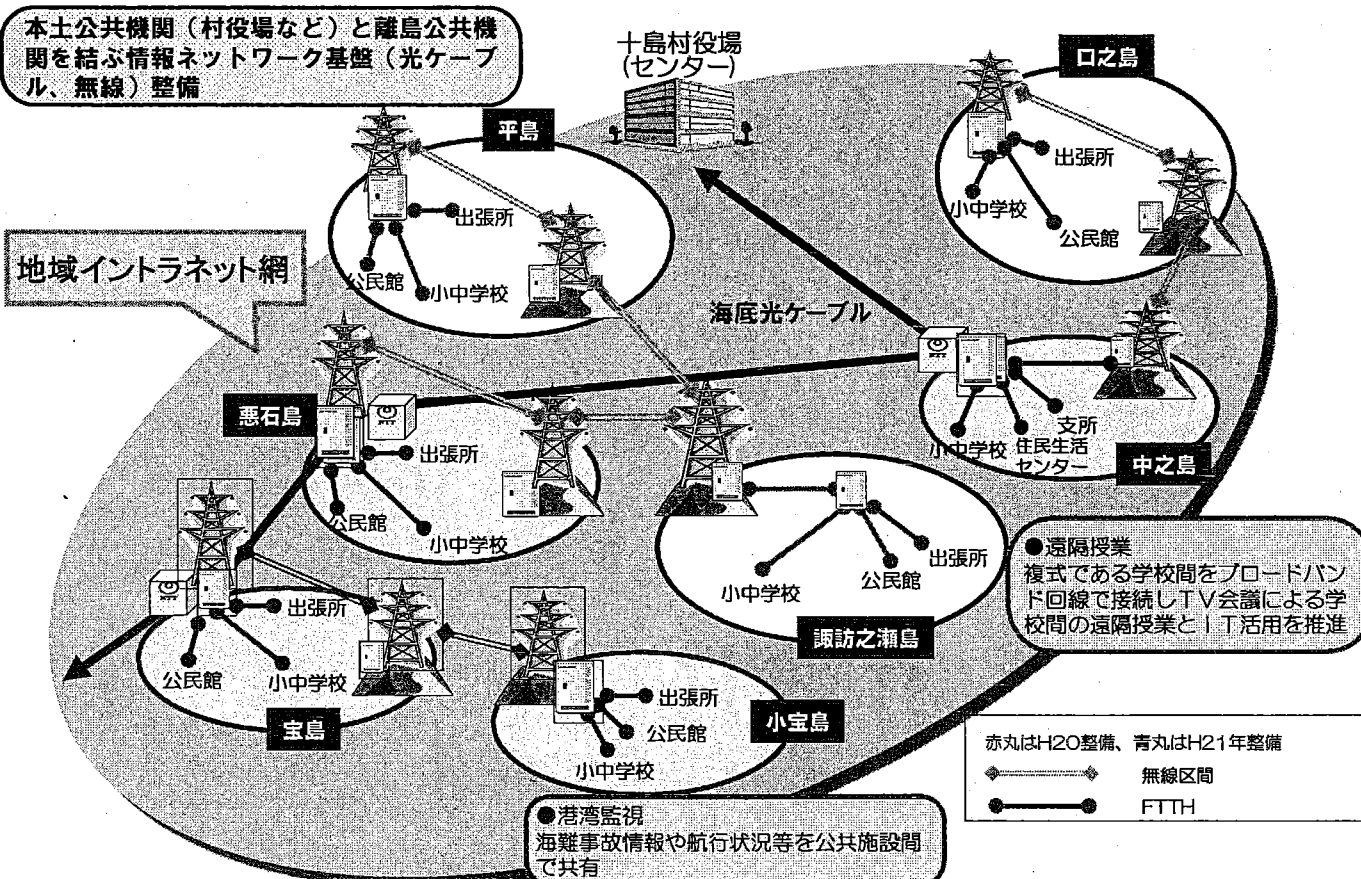 本土公共機関（村役場など）と離島公共機
関を結ぶ情報ネットワーク基盤（光ケーブ
ル、無線）整備
十島村役場
(センター)
口之島
出張所
小中学校
公民館
平島
出張所
公民館
小中学校
地域イントラネット網
海底光ケーブル
悪石島
出張所
公民館
小中学校
支所
小中学校
住民生活
センター
中之島
出張所
公民館
小中学校
諏訪之瀬島
●遠隔授業
複式である学校間をブロードバン
ド回線で接続しTV会議による学
校間の遠隔授業とIT活用を推進
出張所
公民館
小中学校
宝島
出張所
公民館
小中学校
小宝島
赤丸はH20整備、青丸はH21年整備
無線区間
FTTH
●港湾監視
海難事故情報や航行状況等を公共施設間
で共有